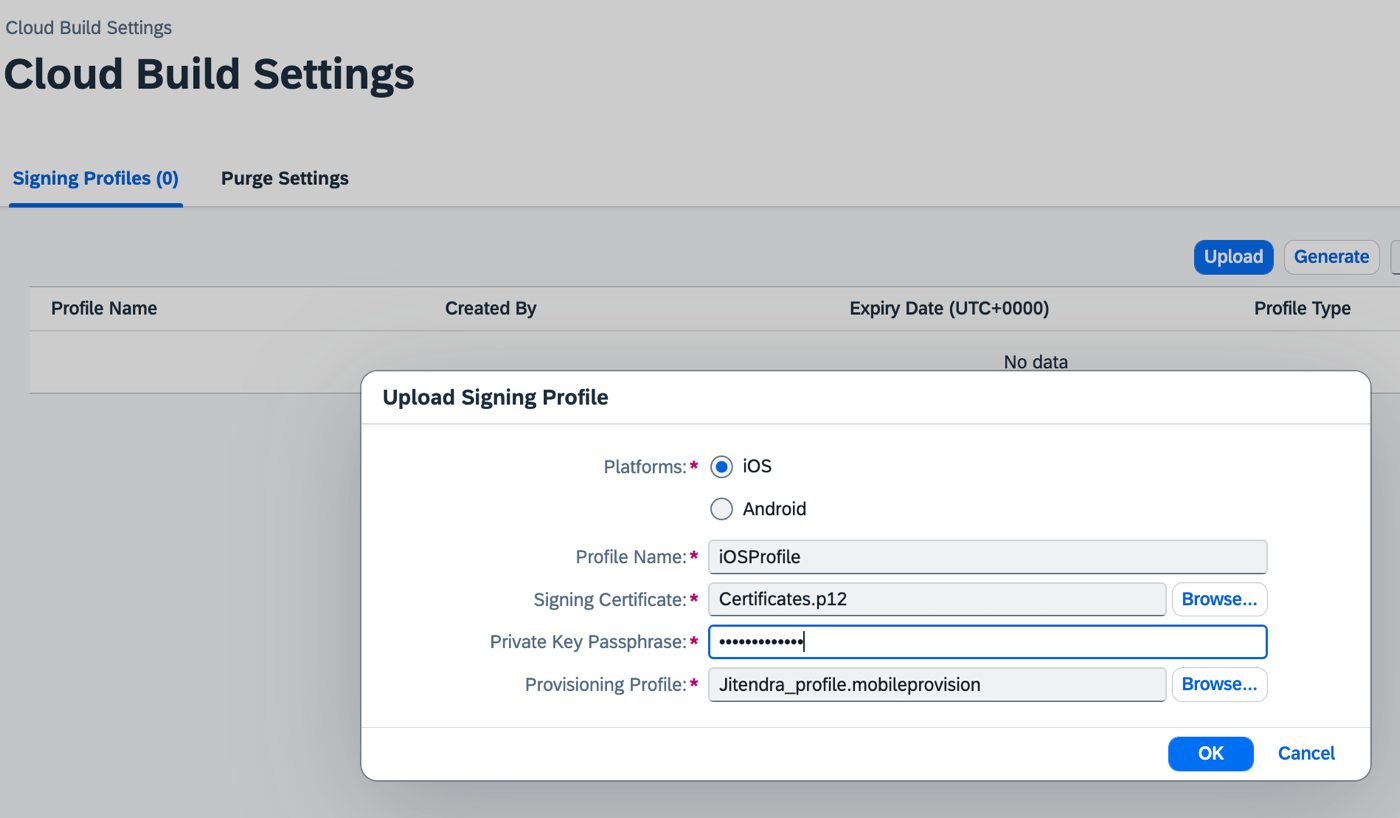 Cloud Build Settings
Cloud Build Settings
Signing Profiles (0) Purge Settings
Upload Generate
Profile Name Created By Expiry Date (UTC+0000) Profile Type
No data
Upload Signing Profile
Platforms:* iOS
Android
Profile Name:* iOSProfile
Signing Certificate:* Certificates.p12 Browse...
Private Key Passphrase:* •••••••••••••
Provisioning Profile:* Jitendra_profile.mobileprovision Browse...
OK Cancel